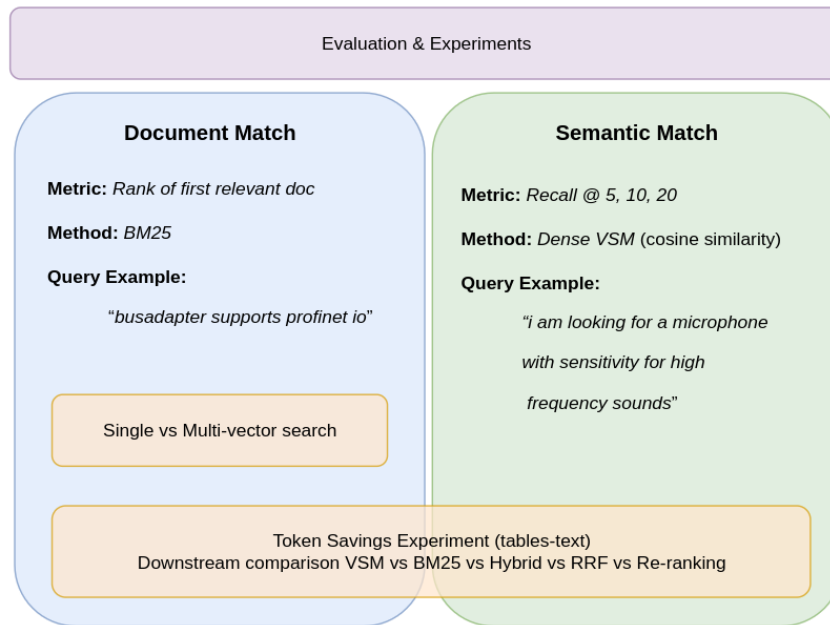 Evaluation & Experiments
Document Match
Metric: Rank of first relevant doc
Method: BM25
Query Example:
“busadapter supports profinet io”
Single vs Multi-vector search
Semantic Match
Metric: Recall @ 5, 10, 20
Method: Dense VSM (cosine similarity)
Query Example:
“i am looking for a microphone
with sensitivity for high
frequency sounds”
Token Savings Experiment (tables-text)
Downstream comparison VSM vs BM25 vs Hybrid vs RRF vs Re-ranking